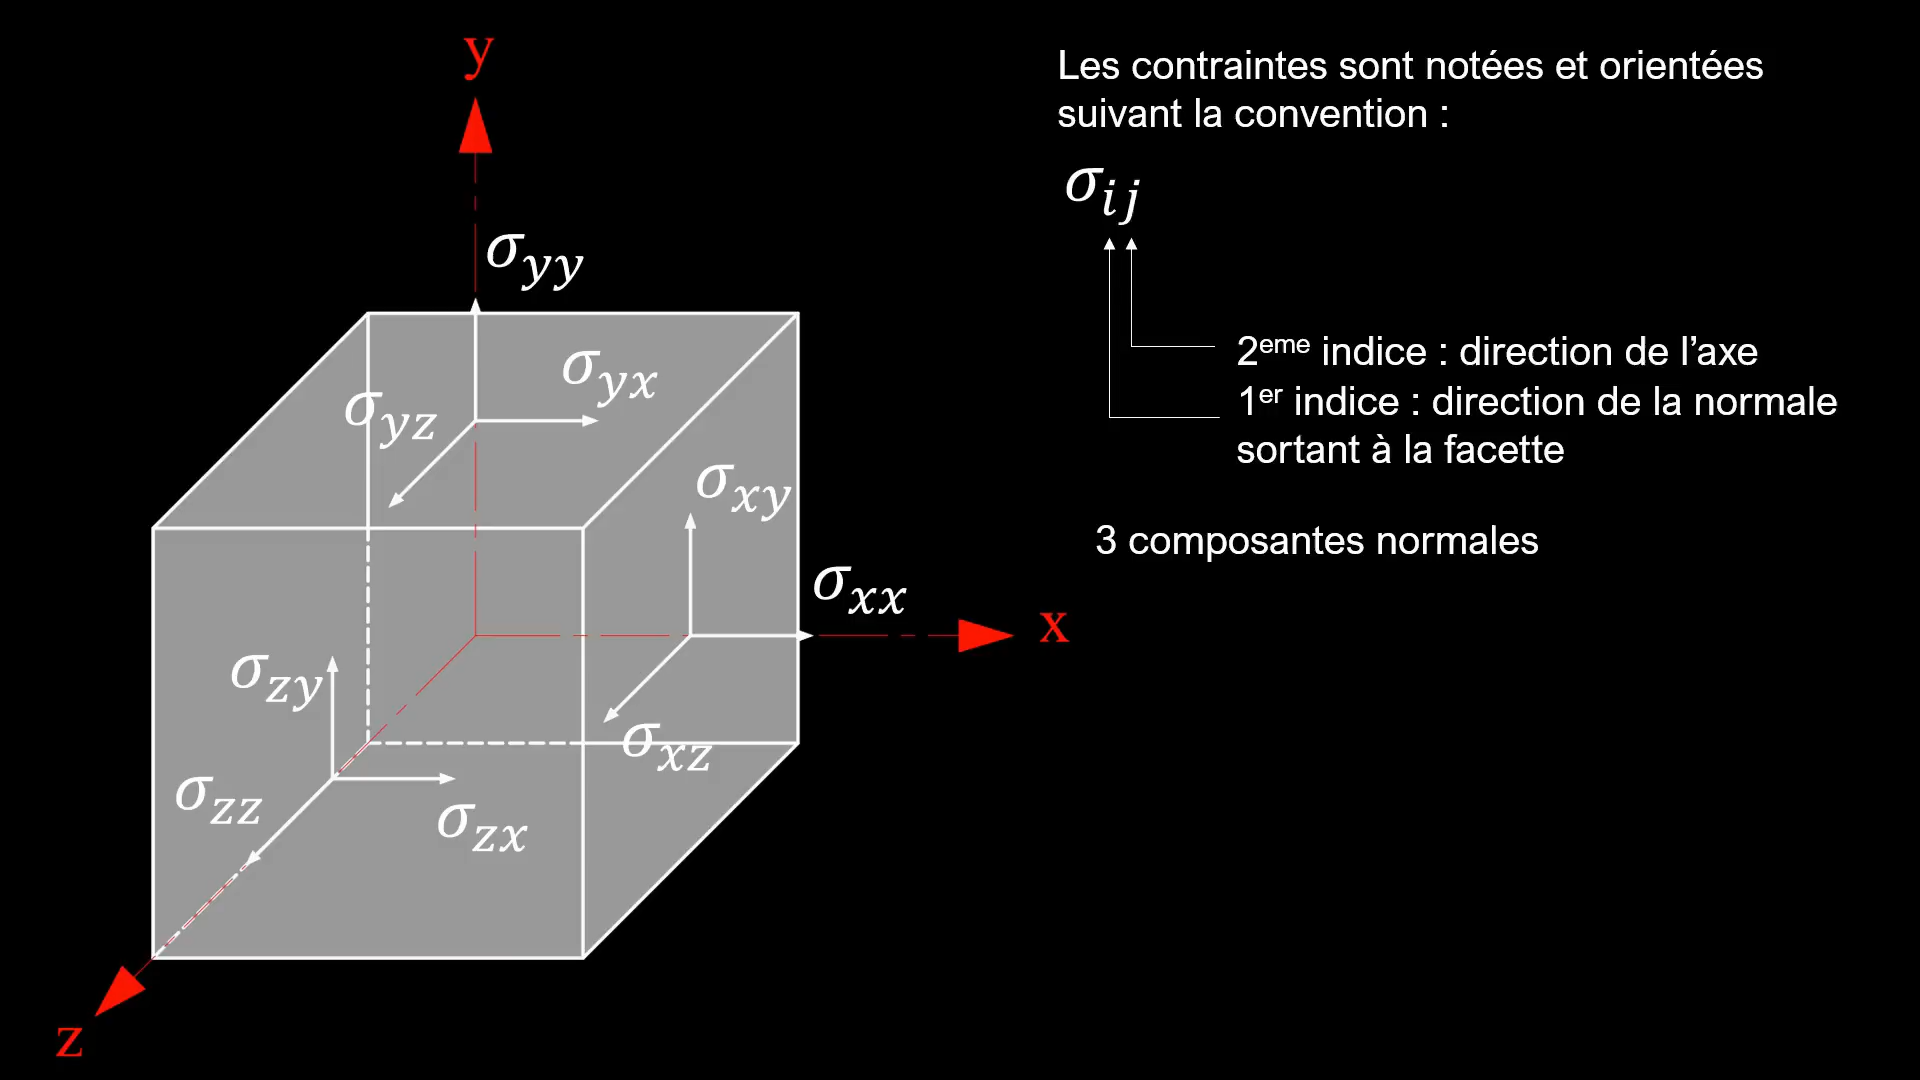 y
Les contraintes sont notées et orientées
suivant la convention :
σij
σyy
2eme indice : direction de l’axe
1er indice : direction de la normale
sortant à la facette
σyx
σyz
σxy
3 composantes normales
σxx
x
σzy
σxz
σzz
σzx
z